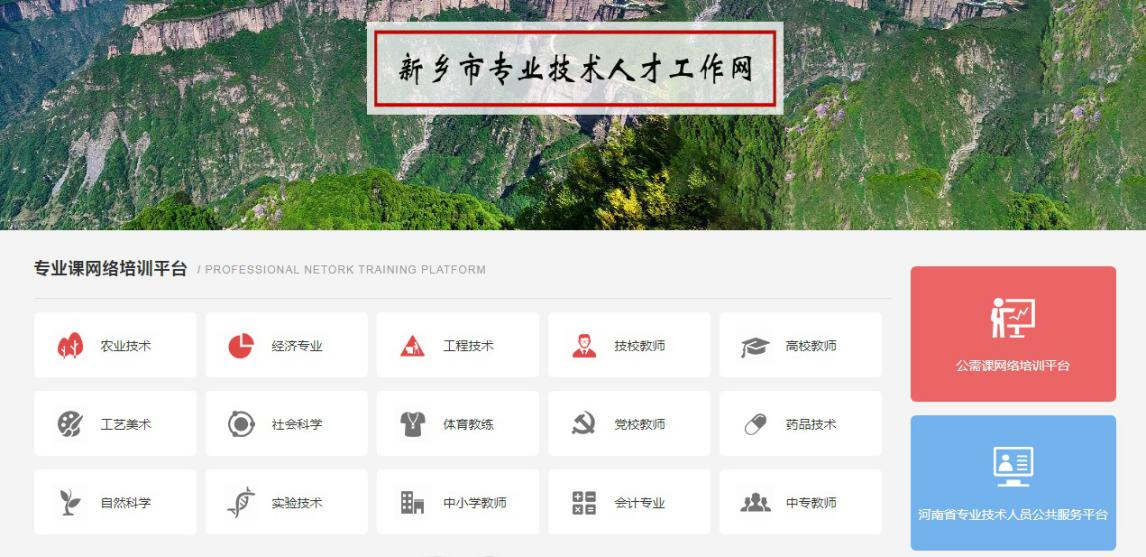 新乡市专业技术人才工作网
专业课网络培训平台 / PROFESSIONAL NETORK TRAINING PLATFORM
农业技术
经济专业
工程技术
技校教师
高校教师
工艺美术
社会科学
体育教练
党校教师
药品技术
自然科学
实验技术
中小学教师
会计专业
中专教师
公需课网络培训平台
河南省专业技术人员公共服务平台